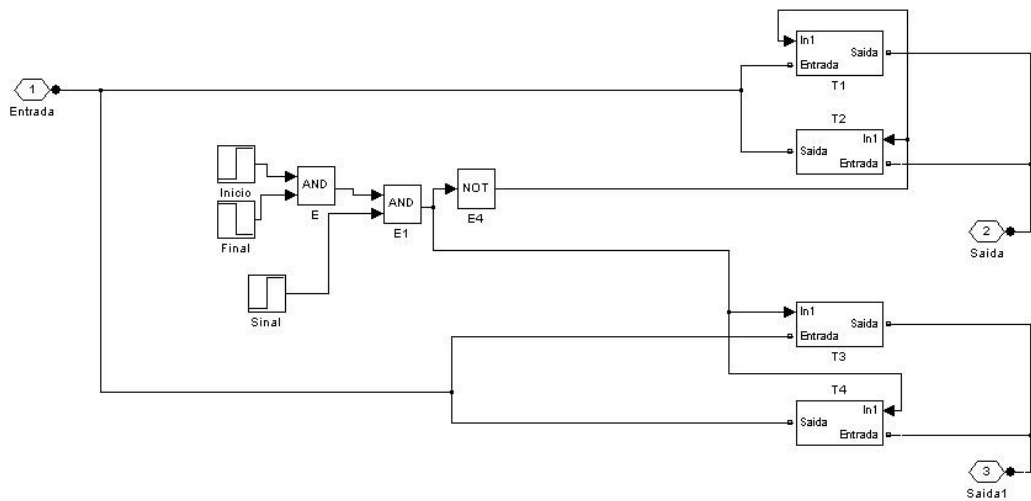 In1
Saida
Entrada
T1
1
Entrada
T2
In1
Saida
Entrada
Inicio
AND
E
AND
E1
NOT
E4
Final
Sinal
2
Saida
In1
Saida
Entrada
T3
T4
In1
Saida
Entrada
3
Saida1